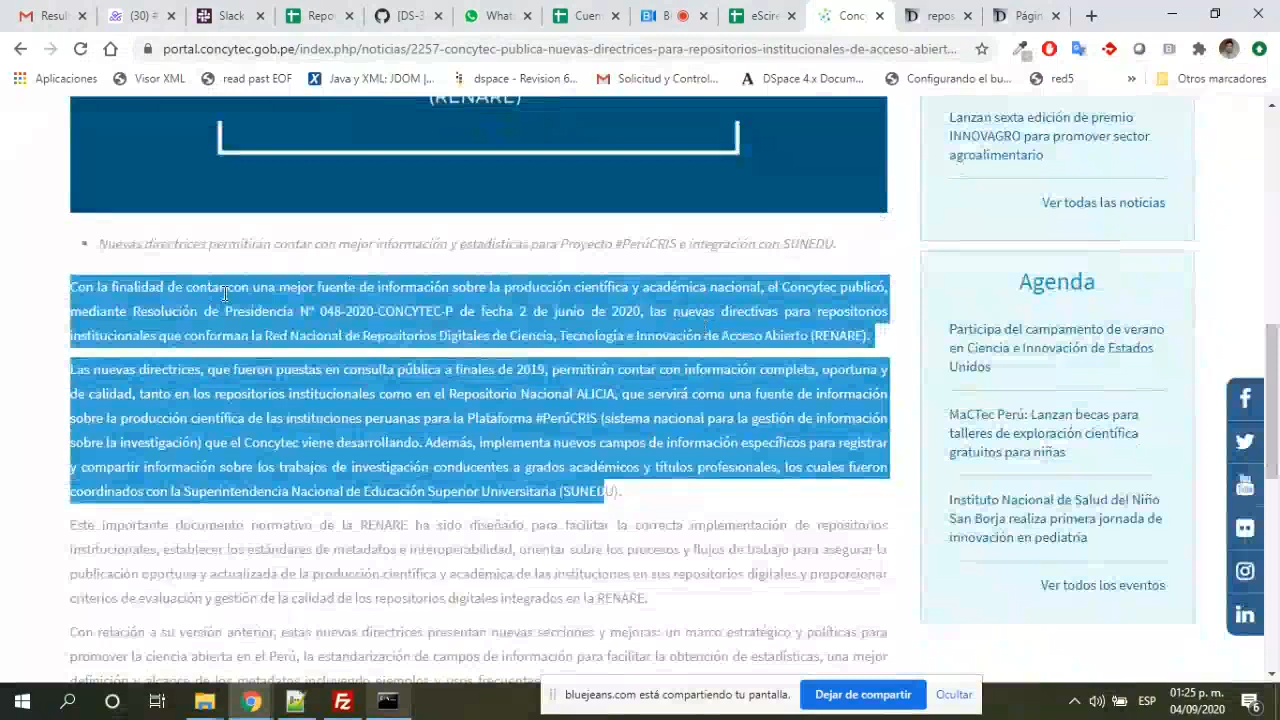 Resul
(30)
Slack
Repo
[DS-3
What
Cuen
B
eScire
Conc
repos
Págin
portal.concytec.gob.pe/index.php/noticias/2257-concytec-publica-nuevas-directrices-para-repositorios-institucionales-de-acceso-abiert...
Aplicaciones
Visor XML
read past EOF
Java y XML: JDOM |...
dspace - Revision 6...
Solicitud y Control...
DSpace 4.x Docum...
Configurando el bu...
red5
»
Otros marcadores
(RENARE)
Nuevas directrices permitirán contar con mejor información y estadísticas para Proyecto #PerúCRIS e integración con SUNEDU.
Con la finalidad de contar con una mejor fuente de información sobre la producción científica y académica nacional, el Concytec publicó,
mediante Resolución de Presidencia N° 048-2020-CONCYTEC-P de fecha 2 de junio de 2020, las nuevas directivas para repositorios
institucionales que conforman la Red Nacional de Repositorios Digitales de Ciencia, Tecnología e Innovación de Acceso Abierto (RENARE).
Las nuevas directrices, que fueron puestas en consulta pública a finales de 2019, permitirán contar con información completa, oportuna y
de calidad, tanto en los repositorios institucionales como en el Repositorio Nacional ALICIA, que servirá como una fuente de información
sobre la producción científica de las instituciones peruanas para la Plataforma #PerúCRIS (sistema nacional para la gestión de información
sobre la investigación) que el Concytec viene desarrollando. Además, implementa nuevos campos de información específicos para registrar
y compartir información sobre los trabajos de investigación conducentes a grados académicos y títulos profesionales, los cuales fueron
coordinados con la Superintendencia Nacional de Educación Superior Universitaria (SUNEDU).
Este importante documento normativo de la RENARE ha sido diseñado para facilitar la correcta implementación de repositorios
institucionales, establecer los estándares de metadatos e interoperabilidad, orientar sobre los procesos y flujos de trabajo para asegurar la
publicación oportuna y actualizada de la producción científica y académica de las instituciones en sus repositorios digitales y proporcionar
criterios de evaluación y gestión de la calidad de los repositorios digitales integrados en la RENARE.
Con relación a su versión anterior, estas nuevas directrices presentan nuevas secciones y mejoras: un marco estratégico y políticas para
promover la ciencia abierta en el Perú, la estandarización de campos de información para facilitar la obtención de estadísticas, una mejor
definición y alcance de los metadatos incluyendo ejemplos y usos frecuentes
Lanzan sexta edición de premio
INNOVAGRO para promover sector
agroalimentario
Ver todas las noticias
Agenda
Participa del campamento de verano
en Ciencia e Innovación de Estados
Unidos
MaCTec Perú: Lanzan becas para
talleres de exploración científica
gratuitos para niñas
Instituto Nacional de Salud del Niño
San Borja realiza primera jornada de
innovación en pediatría
Ver todos los eventos
bluejeans.com está compartiendo tu pantalla.
Dejar de compartir
Ocultar
ESP
01:25 p. m.
04/09/2020
6